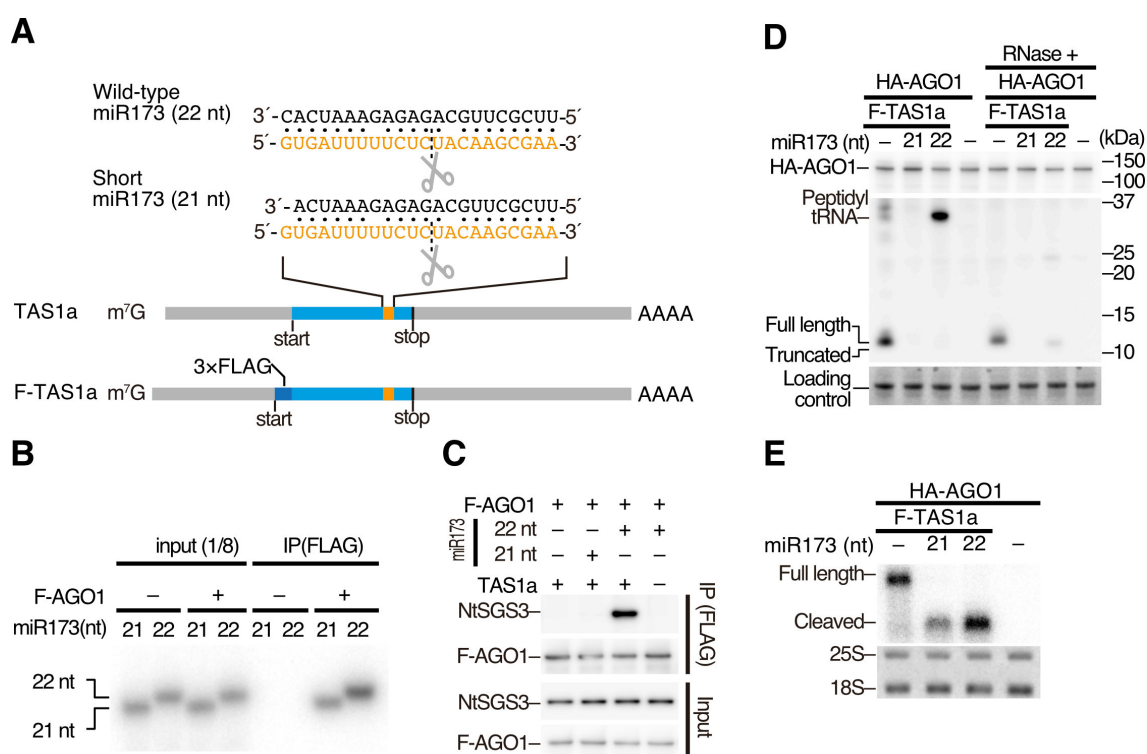 A
Wild-type
miR173 (22 nt)
3´-CACUAAAGAGAGACGUUCGCUU-5´
5´-GUGAUUUUUCUCUACAAGCGAA-3´
Short
miR173 (21 nt)
3´-ACUAAAGAGAGACGUUCGCUU-5´
5´-GUGAUUUUUCUCUACAAGCGAA-3´
TAS1a m⁷G AAAA
start stop
3×FLAG
F-TAS1a m⁷G AAAA
start stop
B
input (1/8) IP(FLAG)
F-AGO1 – + – +
miR173(nt) 21 22 21 22 21 22 21 22
22 nt
21 nt
C
F-AGO1 + + + +
miR173
22 nt – – + +
21 nt – + – –
TAS1a + + + –
NtSGS3
F-AGO1
IP (FLAG)
NtSGS3
F-AGO1
Input
D
RNase +
HA-AGO1 HA-AGO1
F-TAS1a F-TAS1a
miR173 (nt) – 21 22 – – 21 22 – (kDa)
HA-AGO1
150
100
Peptidyl
tRNA
37
25
20
15
10
Full length
Truncated
Loading
control
E
HA-AGO1
F-TAS1a
miR173 (nt) – 21 22 –
Full length
Cleaved
25S
18S